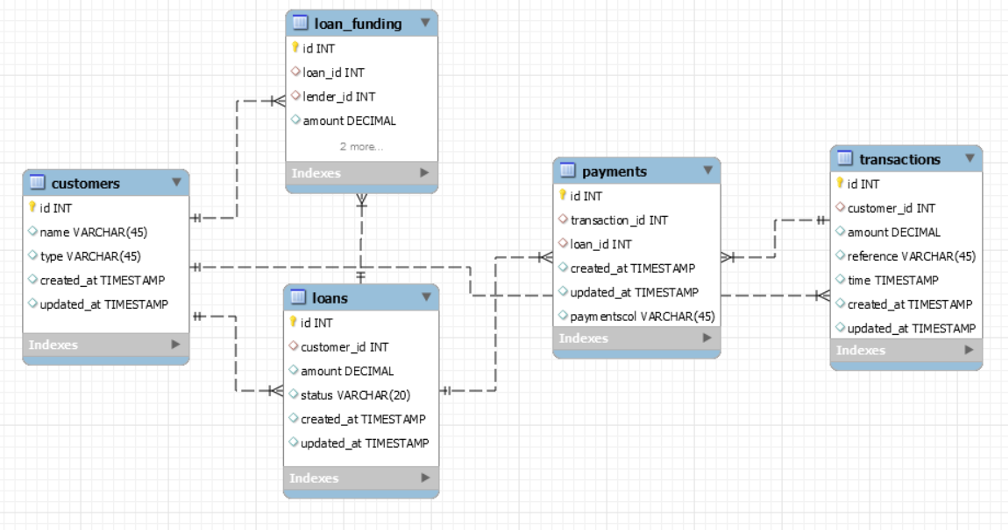 loan_funding
id INT
loan_id INT
lender_id INT
amount DECIMAL
2 more...
Indexes
customers
id INT
name VARCHAR(45)
type VARCHAR(45)
created_at TIMESTAMP
updated_at TIMESTAMP
Indexes
loans
id INT
customer_id INT
amount DECIMAL
status VARCHAR(20)
created_at TIMESTAMP
updated_at TIMESTAMP
Indexes
payments
id INT
transaction_id INT
loan_id INT
created_at TIMESTAMP
updated_at TIMESTAMP
paymentscol VARCHAR(45)
Indexes
transactions
id INT
customer_id INT
amount DECIMAL
reference VARCHAR(45)
time TIMESTAMP
created_at TIMESTAMP
updated_at TIMESTAMP
Indexes